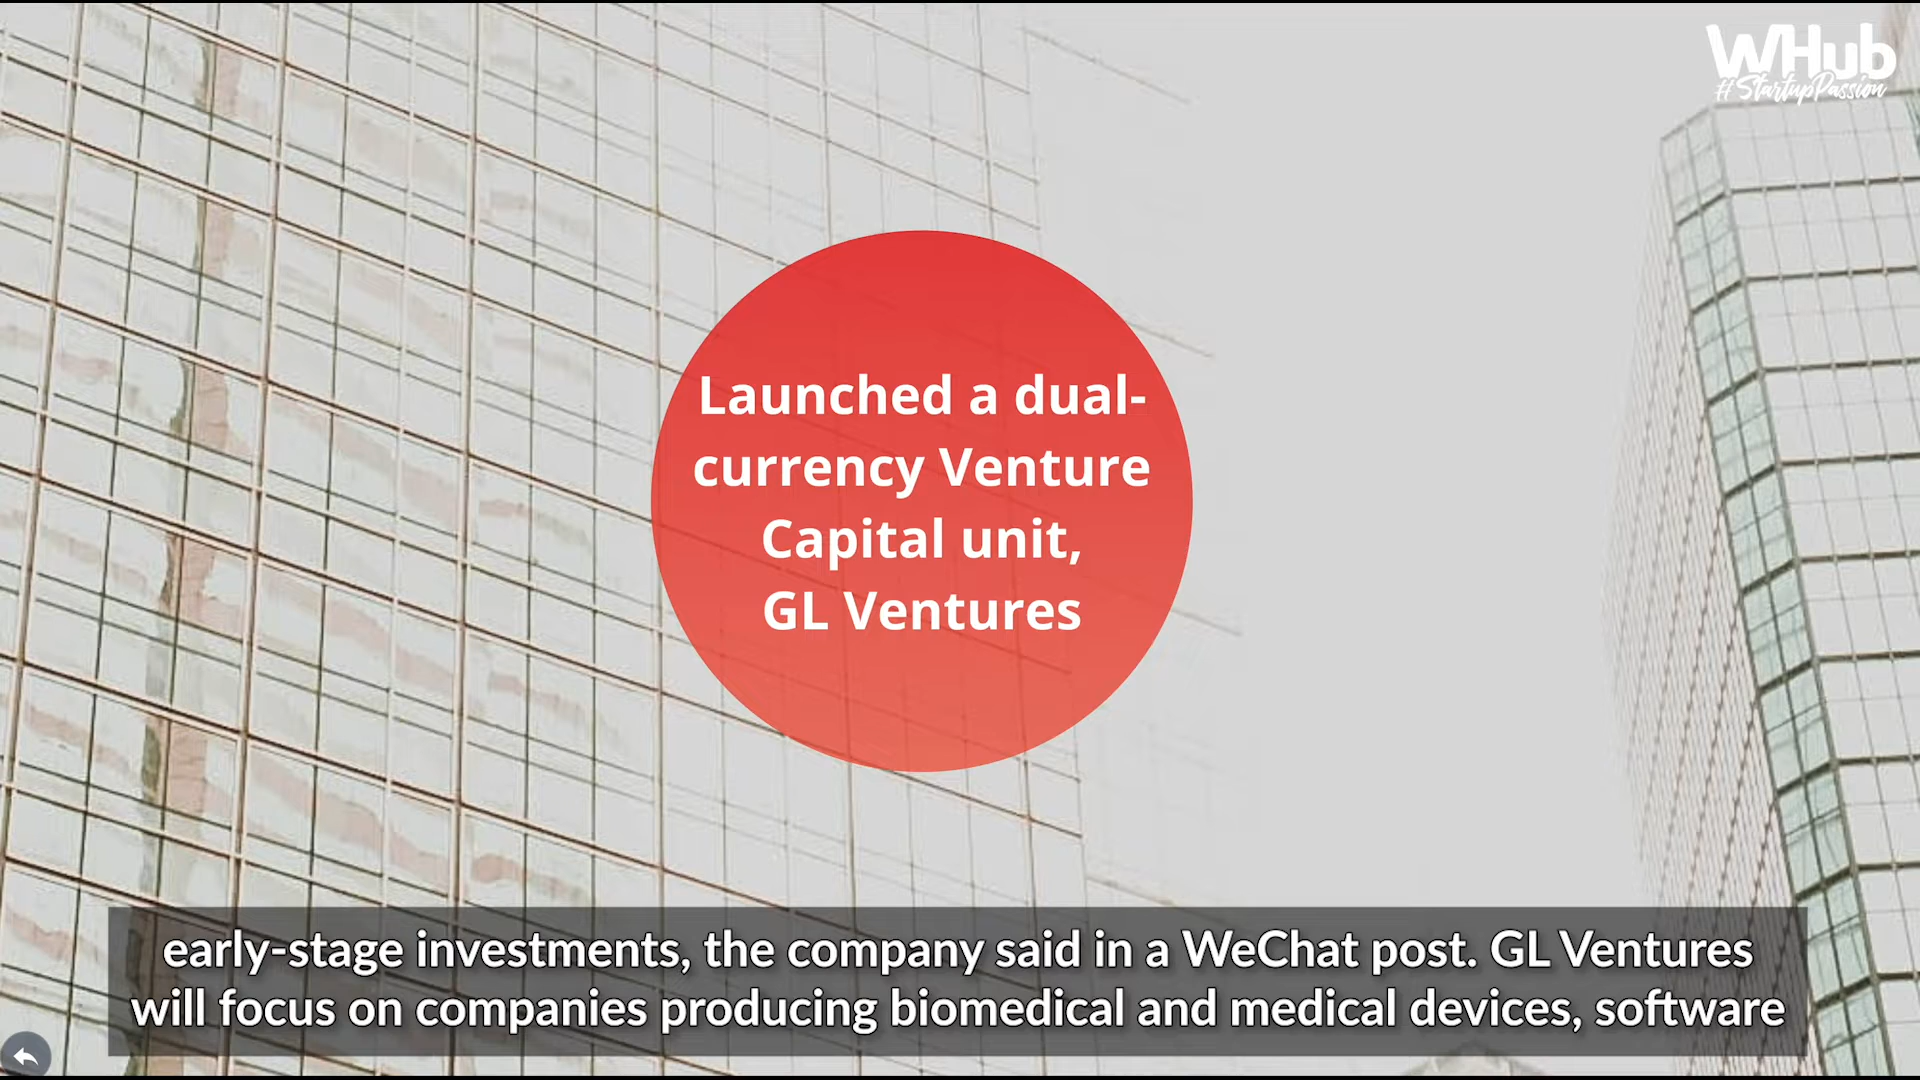 WHub
#StartupPassion
Launched a dual-
currency Venture
Capital unit,
GL Ventures
early-stage investments, the company said in a WeChat post. GL Ventures
will focus on companies producing biomedical and medical devices, software